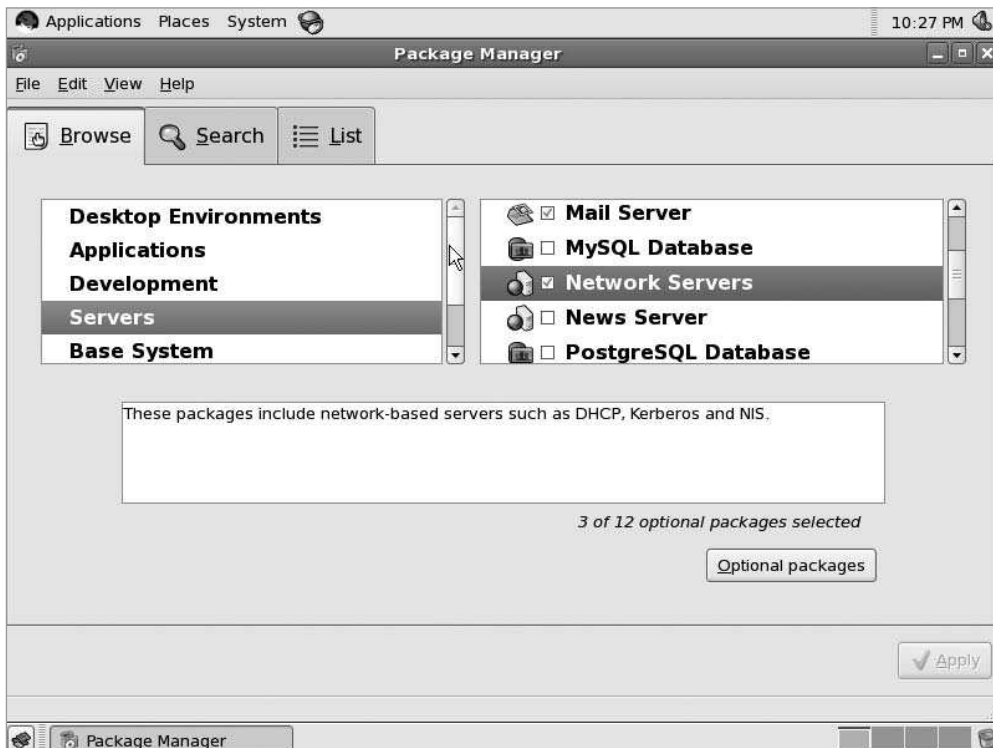 Applications Places System 10:27 PM
Package Manager
File Edit View Help
Browse Search List
Desktop Environments
Applications
Development
Servers
Base System
Mail Server
MySQL Database
Network Servers
News Server
PostgreSQL Database
These packages include network-based servers such as DHCP, Kerberos and NIS.
3 of 12 optional packages selected
Optional packages
Apply
Package Manager